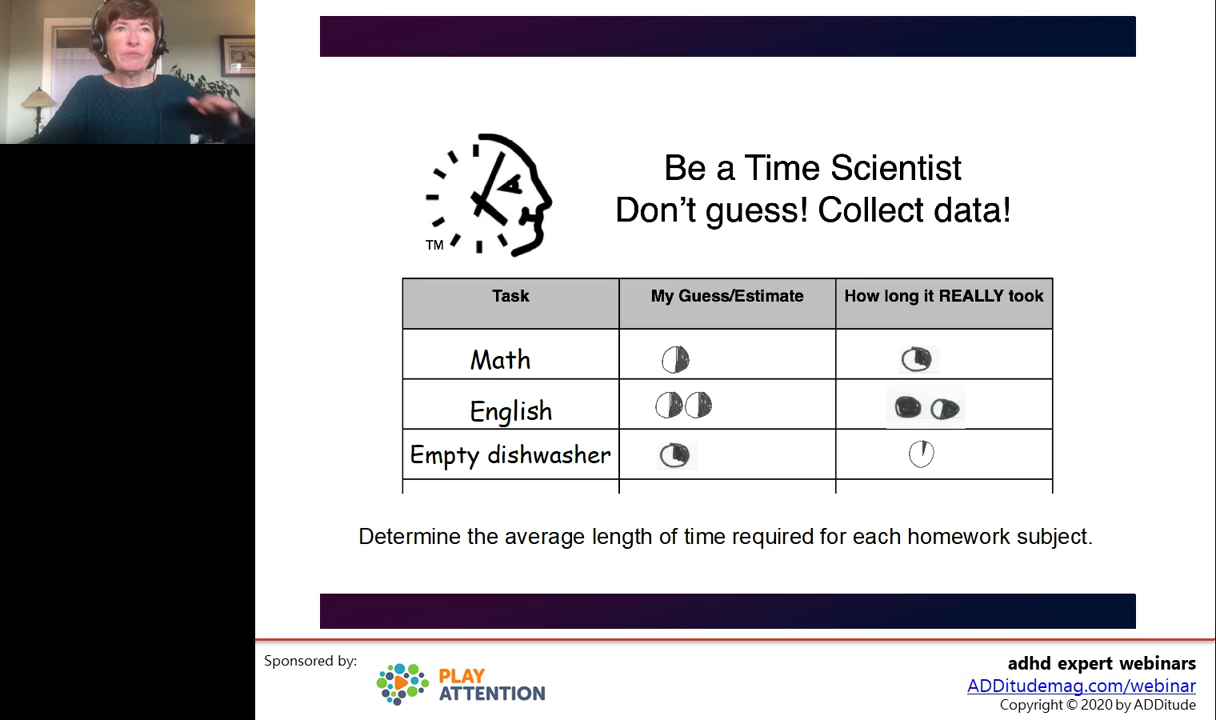 Be a Time Scientist
Don't guess! Collect data!
TM
Task My Guess/Estimate How long it REALLY took
Math
English
Empty dishwasher
Determine the average length of time required for each homework subject.
Sponsored by:
PLAY
ATTENTION
adhd expert webinars
ADDitudemag.com/webinar
Copyright © 2020 by ADDitude